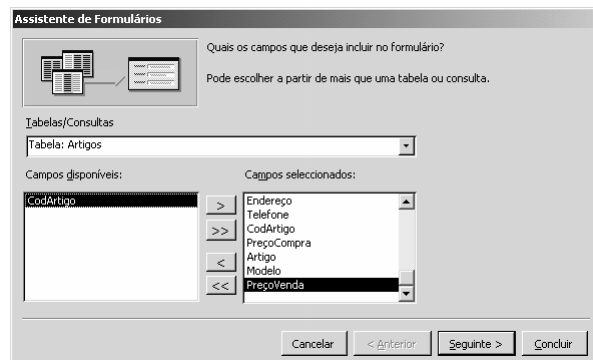 Assistente de Formulários
Quais os campos que deseja incluir no formulário?
Pode escolher a partir de mais que uma tabela ou consulta.
Tabelas/Consultas
Tabela: Artigos
Campos disponíveis:
Campos seleccionados:
CodArtigo
>
>>
<
<<
Endereço
Telefone
CodArtigo
PreçoCompra
Artigo
Modelo
PreçoVenda
Cancelar
< Anterior
Seguinte >
Concluir